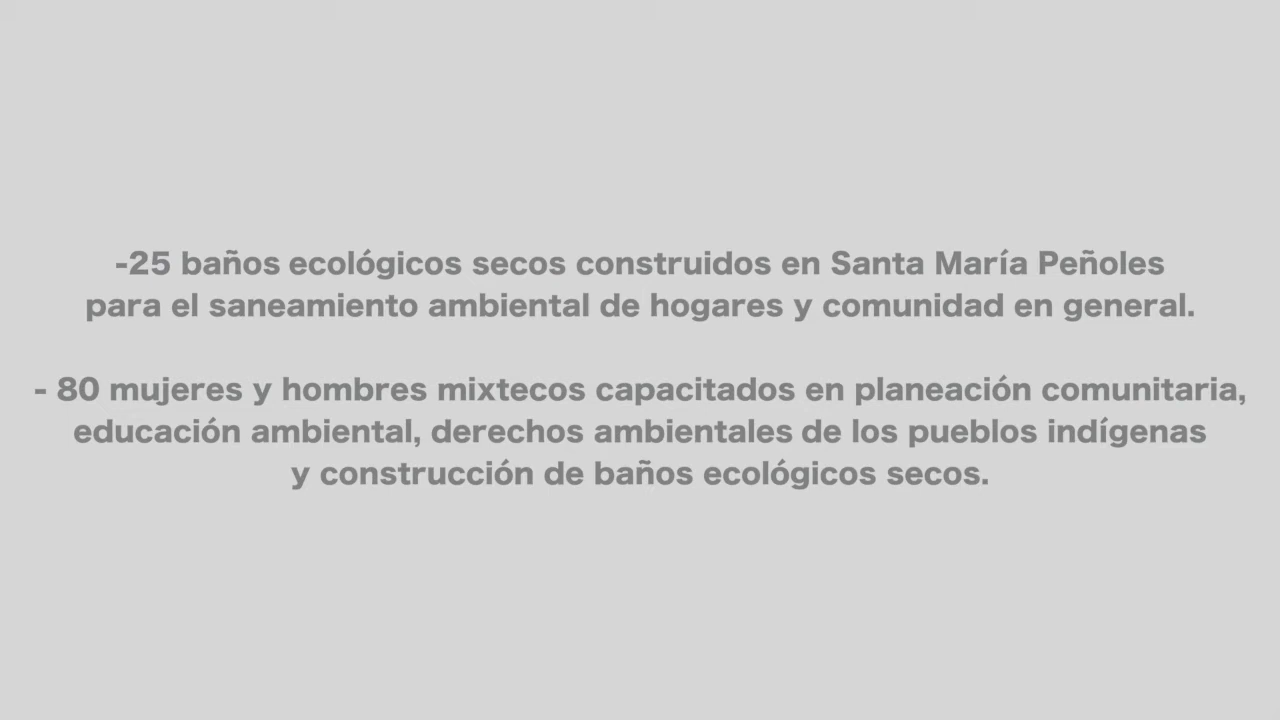 -25 baños ecológicos secos construidos en Santa María Peñoles
para el saneamiento ambiental de hogares y comunidad en general.
- 80 mujeres y hombres mixtecos capacitados en planeación comunitaria,
educación ambiental, derechos ambientales de los pueblos indígenas
y construcción de baños ecológicos secos.